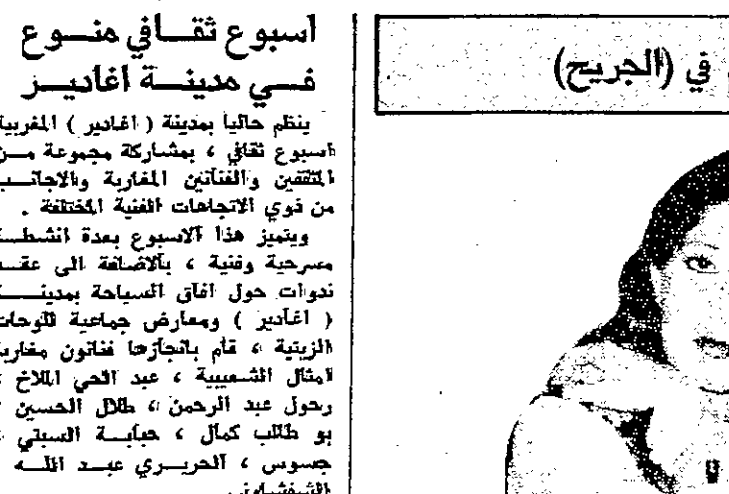 اسبوع ثقافي منوع
في مدينة اغادير
ينظم حاليا بمدينة ( اغادير ) المغربية
اسبوع ثقافي ، بمشاركة مجموعة من
المثقفين والفنانين المغاربة والاجانب
من ذوي الاتجاهات الفنية المختلفة .
ويتميز هذا الاسبوع بعدة انشطة
مسرحية وفنية ، بالاضافة الى عقد
ندوات حول افاق السياحة بمدينة
( اغادير ) ومعارض جماعية للوحات
الزيتية ، قام بانجازها فنانون مغاربة
امثال الشعيبية ، عبد الحي الملاخ ،
رحول عبد الرحمن ، طلال الحسين ،
بو طالب كمال ، حبابة السبتي ،
جسوس ، الحريري عبد الله
الشفشاوني
في (الجريح)